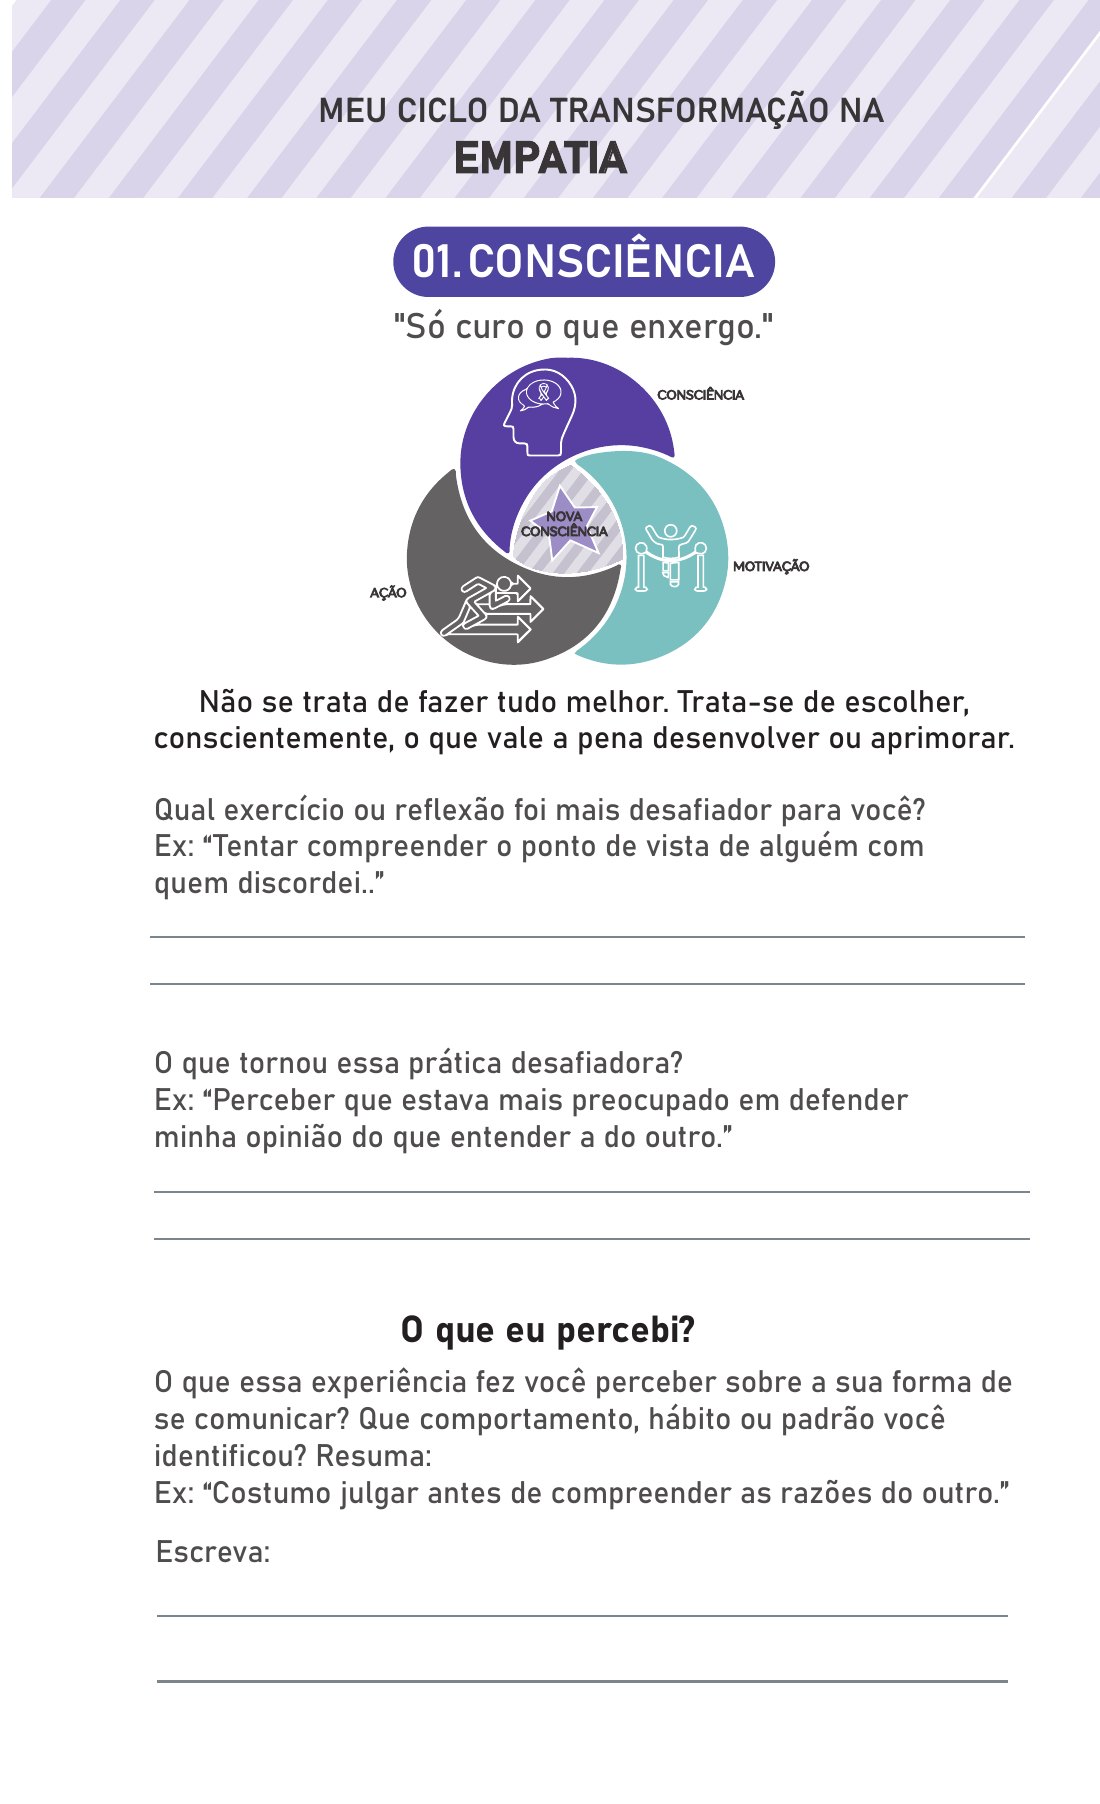 MEU CICLO DA TRANSFORMAÇÃO NA
EMPATIA
01. CONSCIÊNCIA
"Só curo o que enxergo."
CONSCIÊNCIA
NOVA
CONSCIÊNCIA
MOTIVAÇÃO
AÇÃO
Não se trata de fazer tudo melhor. Trata-se de escolher,
conscientemente, o que vale a pena desenvolver ou aprimorar.
Qual exercício ou reflexão foi mais desafiador para você?
Ex: “Tentar compreender o ponto de vista de alguém com
quem discordei..”
O que tornou essa prática desafiadora?
Ex: “Perceber que estava mais preocupado em defender
minha opinião do que entender a do outro.”
O que eu percebi?
O que essa experiência fez você perceber sobre a sua forma de
se comunicar? Que comportamento, hábito ou padrão você
identificou? Resuma:
Ex: “Costumo julgar antes de compreender as razões do outro.”
Escreva: